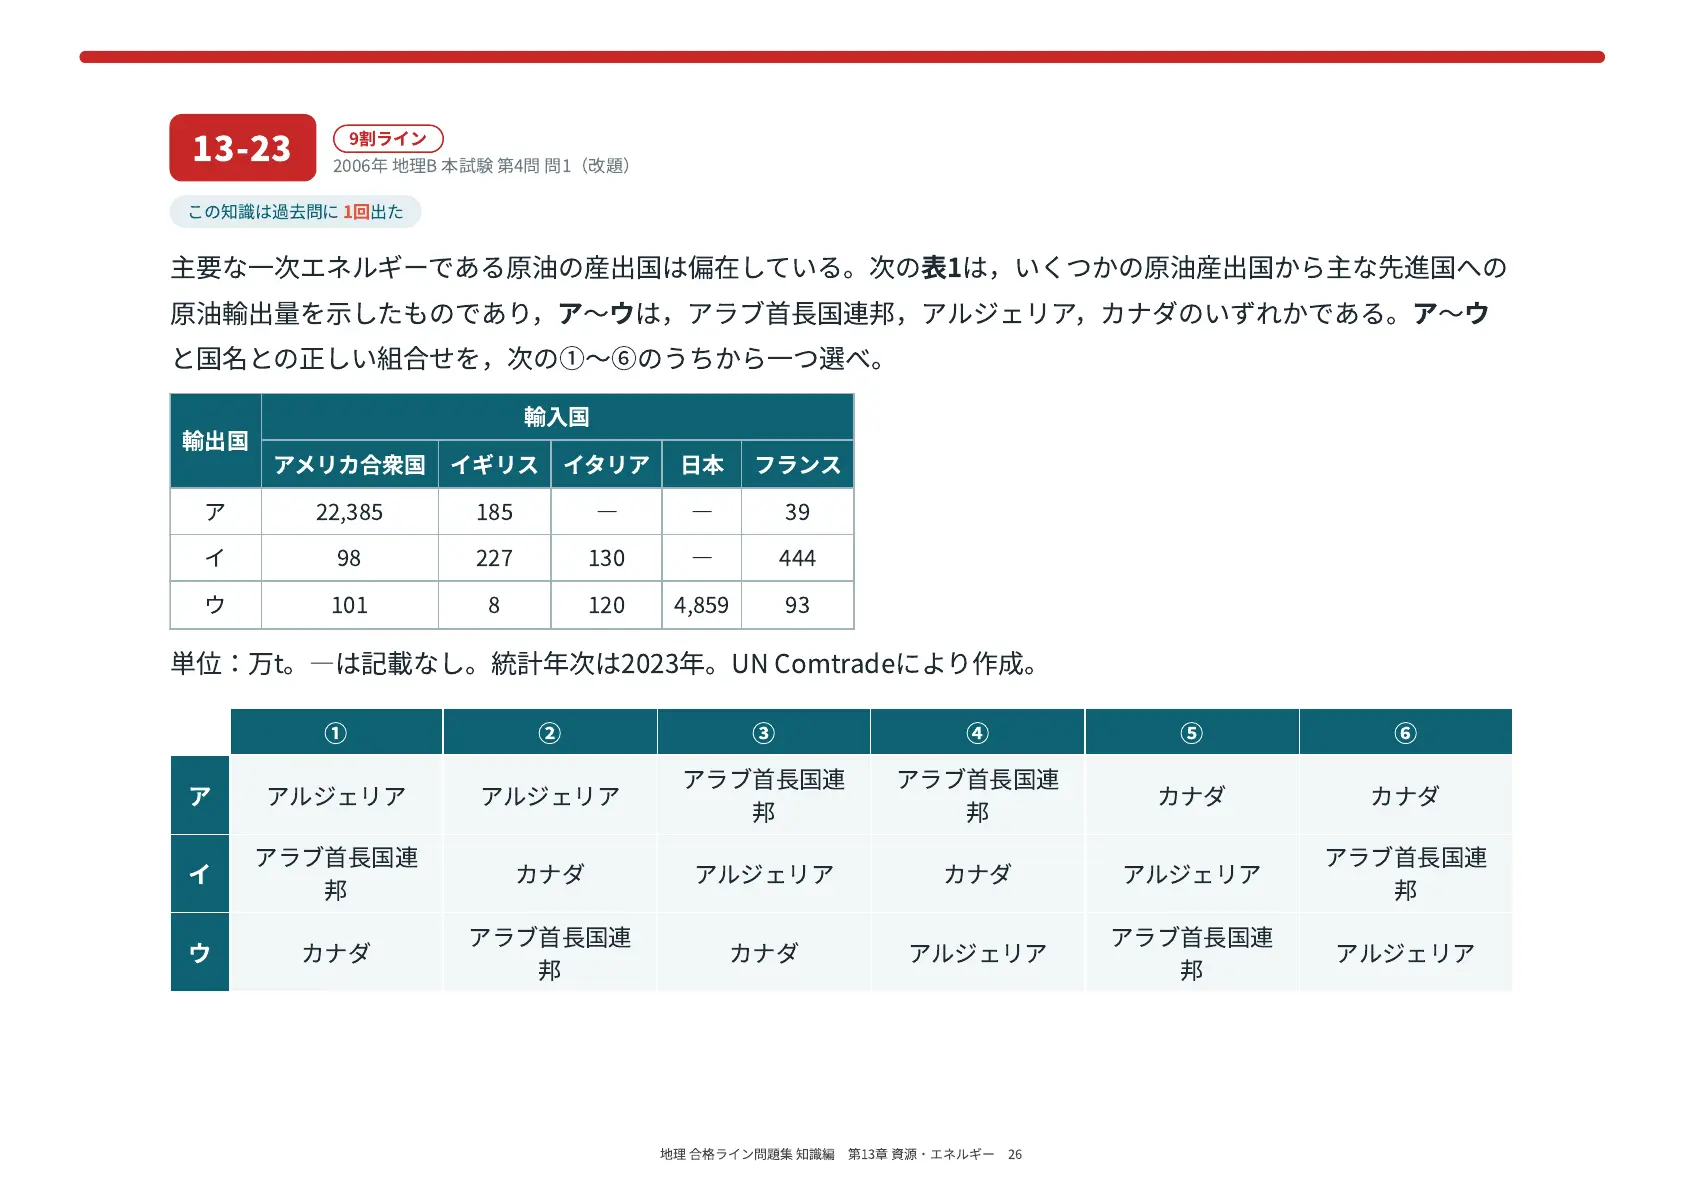 13-23
9割ライン
2006年 地理B 本試験 第4問 問1（改題）
この知識は過去問に 1回出た
主要な一次エネルギーである原油の産出国は偏在している。次の表1は，いくつかの原油産出国から主な先進国への
原油輸出量を示したものであり，ア〜ウは，アラブ首長国連邦，アルジェリア，カナダのいずれかである。ア〜ウ
と国名との正しい組合せを，次の①〜⑥のうちから一つ選べ。
輸出国 輸入国
アメリカ合衆国 イギリス イタリア 日本 フランス
ア 22,385 185 ― ― 39
イ 98 227 130 ― 444
ウ 101 8 120 4,859 93
単位：万t。―は記載なし。統計年次は2023年。UN Comtradeにより作成。
① ② ③ ④ ⑤ ⑥
ア アルジェリア アルジェリア アラブ首長国連邦 アラブ首長国連邦 カナダ カナダ
イ アラブ首長国連邦 カナダ アルジェリア カナダ アルジェリア アラブ首長国連邦
ウ カナダ アラブ首長国連邦 カナダ アルジェリア アラブ首長国連邦 アルジェリア
地理 合格ライン問題集 知識編 第13章 資源・エネルギー 26